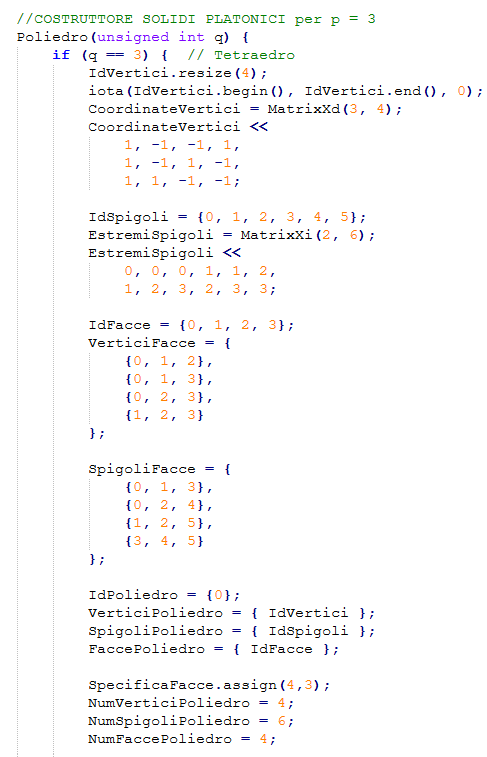 //COSTRUTTORE SOLIDI PLATONICI per p = 3
Poliedro(unsigned int q) {
    if (q == 3) {  // Tetraedro
        IdVertici.resize(4);
        iota(IdVertici.begin(), IdVertici.end(), 0);
        CoordinateVertici = MatrixXd(3, 4);
        CoordinateVertici <<
            1, -1, -1, 1,
            1, -1, 1, -1,
            1, 1, -1, -1;

        IdSpigoli = {0, 1, 2, 3, 4, 5};
        EstremiSpigoli = MatrixXi(2, 6);
        EstremiSpigoli <<
            0, 0, 0, 1, 1, 2,
            1, 2, 3, 2, 3, 3;

        IdFacce = {0, 1, 2, 3};
        VerticiFacce = {
            {0, 1, 2},
            {0, 1, 3},
            {0, 2, 3},
            {1, 2, 3}
        };

        SpigoliFacce = {
            {0, 1, 3},
            {0, 2, 4},
            {1, 2, 5},
            {3, 4, 5}
        };

        IdPoliedro = {0};
        VerticiPoliedro = { IdVertici };
        SpigoliPoliedro = { IdSpigoli };
        FaccePoliedro = { IdFacce };

        SpecificaFacce.assign(4,3);
        NumVerticiPoliedro = 4;
        NumSpigoliPoliedro = 6;
        NumFaccePoliedro = 4;